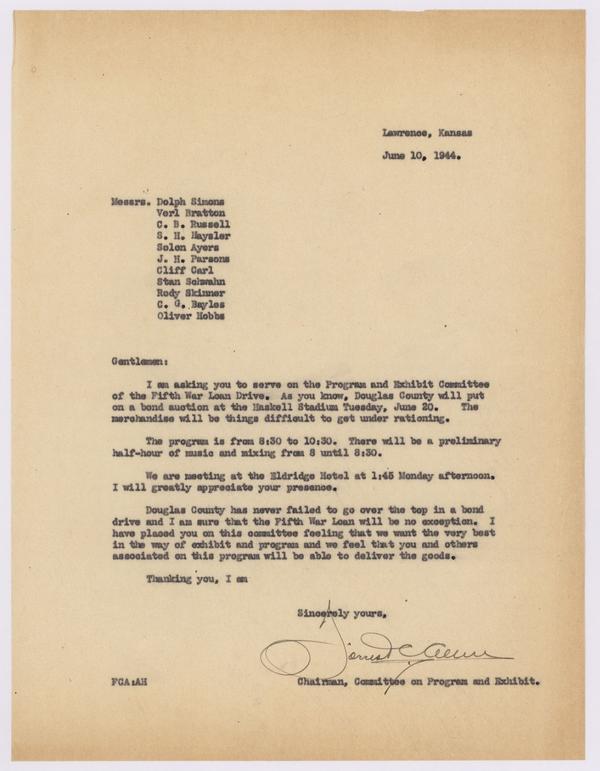 Lawrence, Kansas
June 10, 1944.
Messrs. Dolph Simons
Verl Bratton
C. B. Russell
S. H. Haysler
Solon Ayers
J. H. Parsons
Cliff Carl
Stan Schwahn
Rody Skinner
C. G. Bayles
Oliver Hobbs
Gentlemen:
I am asking you to serve on the Program and Exhibit Committee
of the Fifth War Loan Drive. As you know, Douglas County will put
on a bond auction at the Haskell Stadium Tuesday, June 20. The
merchandise will be things difficult to get under rationing.
The program is from 8:30 to 10:30. There will be a preliminary
half-hour of music and mixing from 8 until 8:30.
We are meeting at the Eldridge Hotel at 1:45 Monday afternoon.
I will greatly appreciate your presence.
Douglas County has never failed to go over the top in a bond
drive and I am sure that the Fifth War Loan will be no exception. I
have placed you on this committee feeling that we want the very best
in the way of exhibit and program and we feel that you and others
associated on this program will be able to deliver the goods.
Thanking you, I am
Sincerely yours,
Forrest C. Allen
FCA:AH Chairman, Committee on Program and Exhibit.